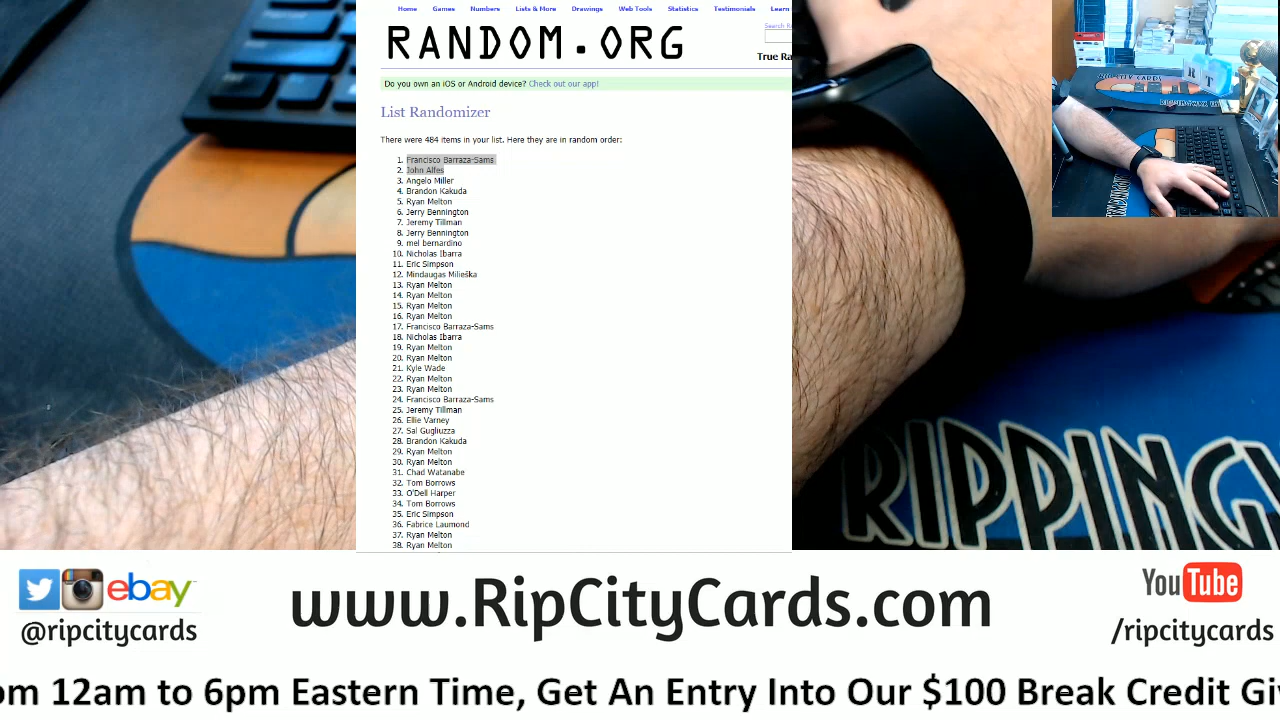 Home Games Numbers Lists & More Drawings Web Tools Statistics Testimonials Learn
RANDOM.ORG
Search
True
Do you own an iOS or Android device? Check out our app!
List Randomizer
There were 484 items in your list. Here they are in random order:
1. Francisco Barraza-Sams
2. John Alfes
3. Angelo Miller
4. Brandon Kakuda
5. Ryan Melton
6. Jerry Bennington
7. Jeremy Tillman
8. Jerry Bennington
9. mel bernardino
10. Nicholas Ibarra
11. Eric Simpson
12. Mindaugas Milieška
13. Ryan Melton
14. Ryan Melton
15. Ryan Melton
16. Ryan Melton
17. Francisco Barraza-Sams
18. Nicholas Ibarra
19. Ryan Melton
20. Ryan Melton
21. Kyle Wade
22. Ryan Melton
23. Ryan Melton
24. Francisco Barraza-Sams
25. Jeremy Tillman
26. Ellie Varney
27. Sal Gugliuzza
28. Brandon Kakuda
29. Ryan Melton
30. Ryan Melton
31. Chad Watanabe
32. Tom Borrows
33. O'Dell Harper
34. Tom Borrows
35. Eric Simpson
36. Fabrice Laumond
37. Ryan Melton
38. Ryan Melton
RIP CITY CARDS
RIPPING
ebay
@ripcitycards
www.RipCityCards.com
YouTube
/ripcitycards
om 12am to 6pm Eastern Time, Get An Entry Into Our $100 Break Credit Gi